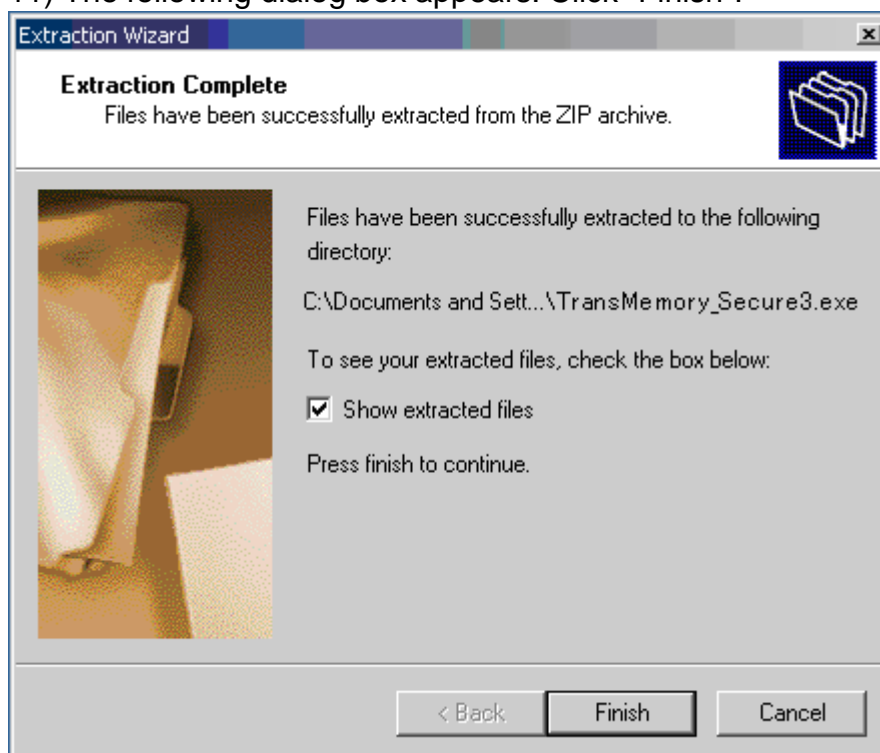 11) The following dialog box appears. Click "Finish".
Extraction Wizard
Extraction Complete
Files have been successfully extracted from the ZIP archive.
Files have been successfully extracted to the following
directory:
C:\Documents and Sett...\TransMemory_Secure3.exe
To see your extracted files, check the box below:
Show extracted files
Press finish to continue.
< Back
Finish
Cancel